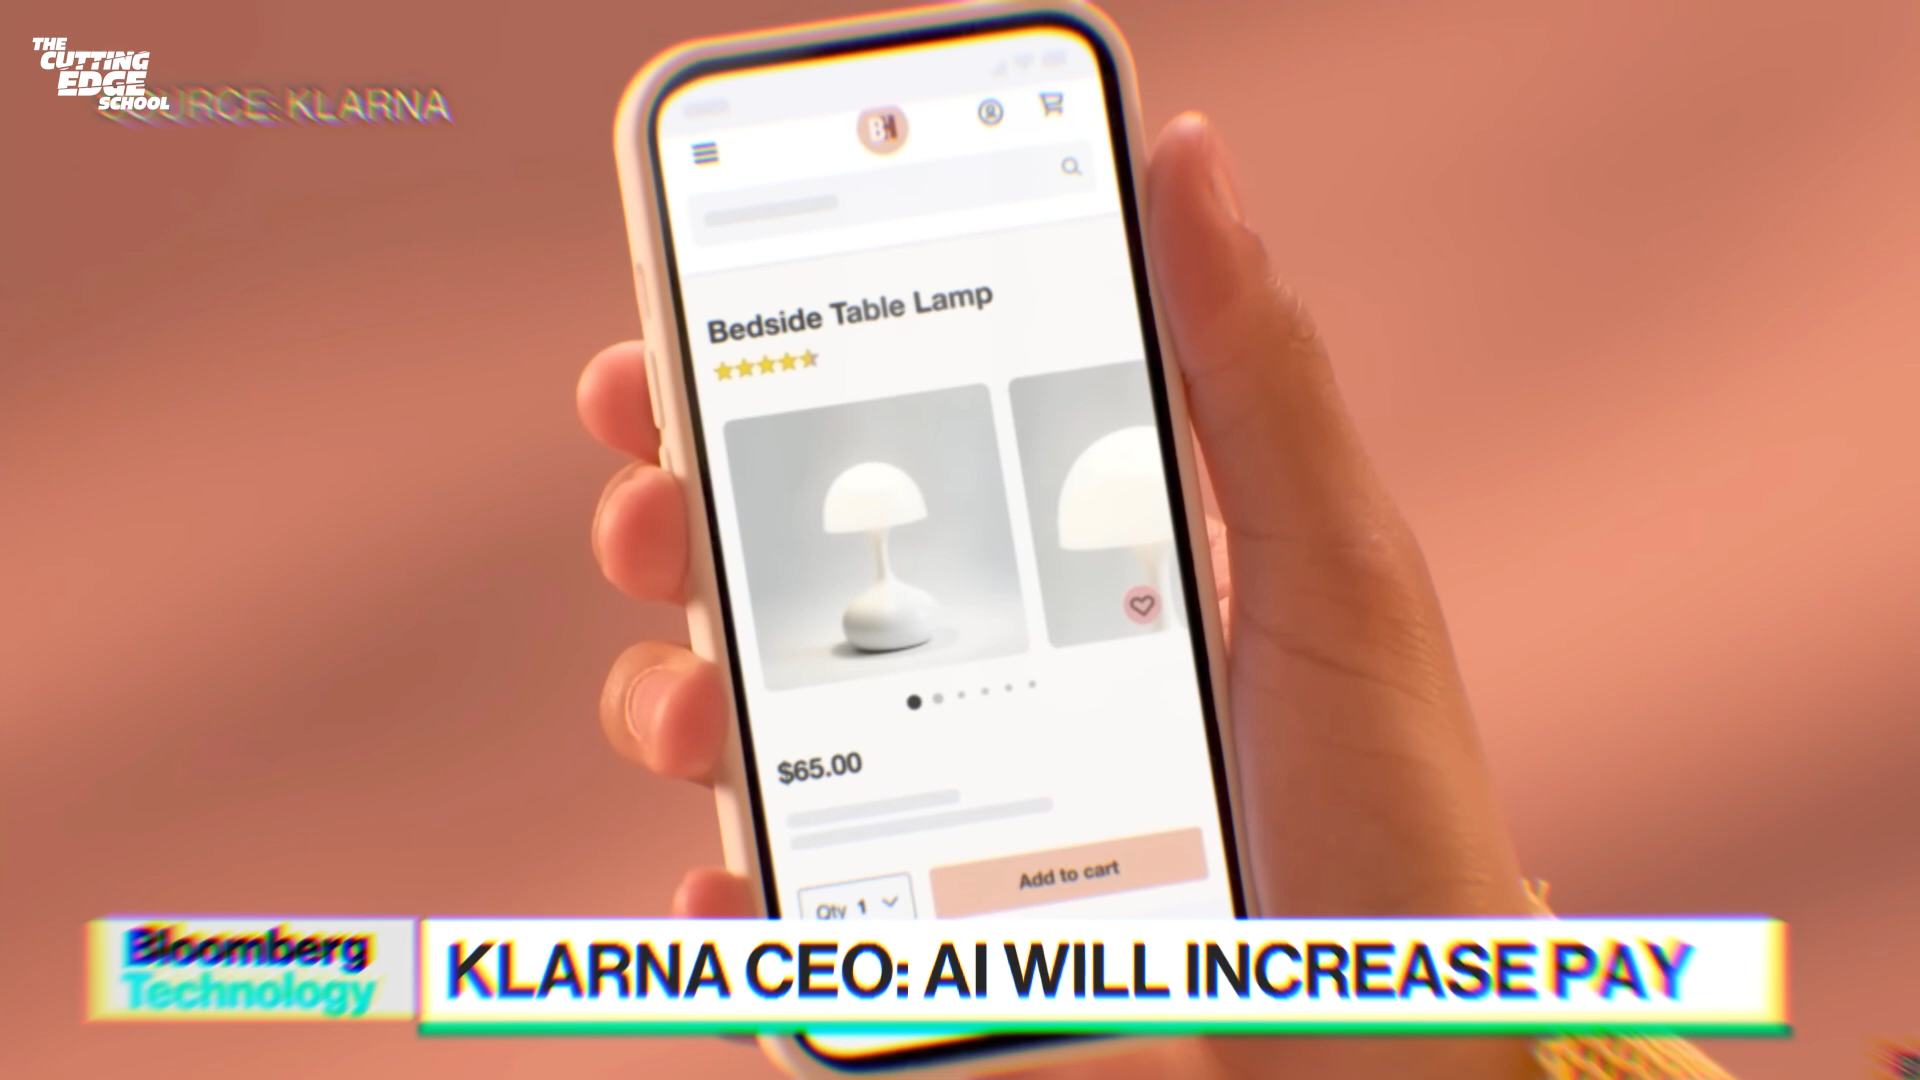 THE
CUTTING
EDGE
SCHOOL
SOURCE: KLARNA
BH
Bedside Table Lamp
$65.00
Qty 1
Add to cart
Bloomberg
Technology
KLARNA CEO: AI WILL INCREASE PAY